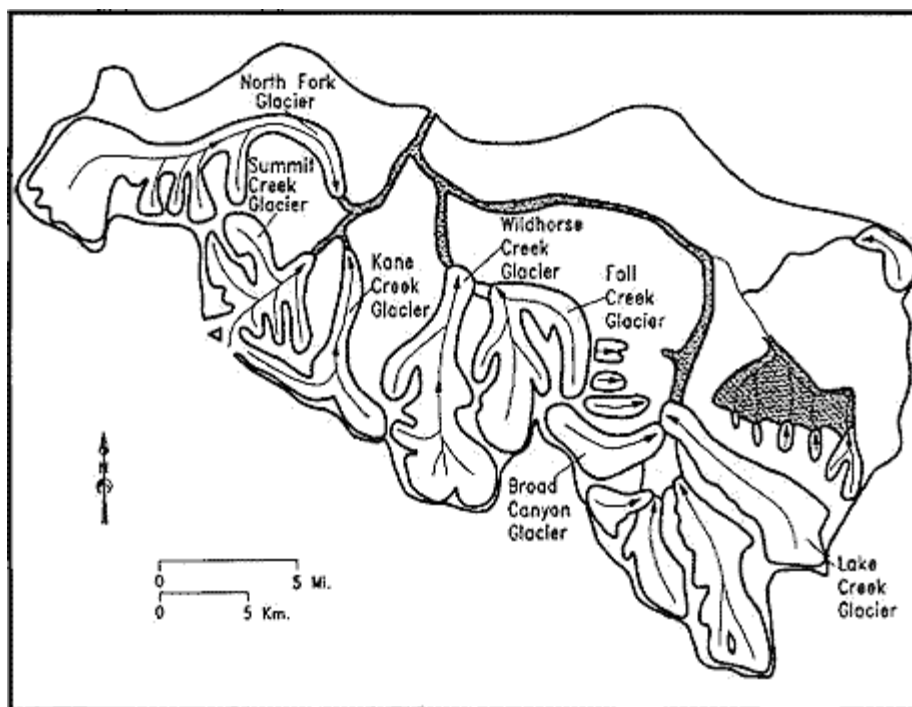 North Fork
Glacier
Summit
Creek
Glacier
Kane
Creek
Glacier
Wildhorse
Creek
Glacier
Fall
Creek
Glacier
Broad
Canyon
Glacier
Lake
Creek
Glacier
N
0 5 Mi.
0 5 Km.